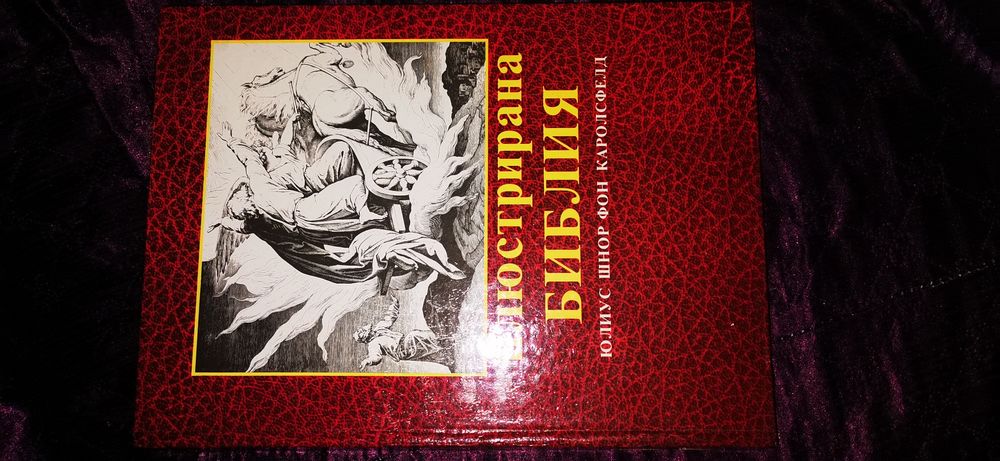 Илюстрирана
БИБЛИЯ
ЮЛИУС ШНОР ФОН КАРОЛСФЕЛД